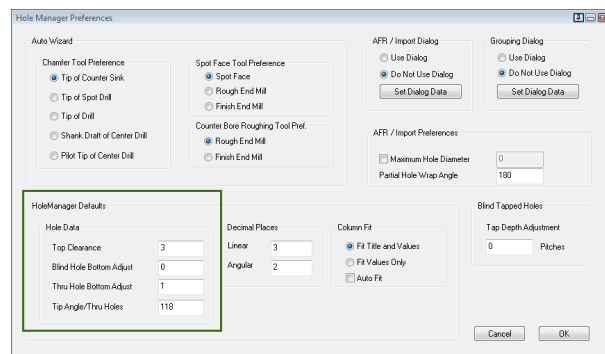 Hole Manager Preferences
Auto Wizard
Chamfer Tool Preference
Tip of Counter Sink
Tip of Spot Drill
Tip of Drill
Shank Draft of Center Drill
Pilot Tip of Center Drill
Spot Face Tool Preference
Spot Face
Rough End Mill
Finish End Mill
Counter Bore Roughing Tool Pref.
Rough End Mill
Finish End Mill
AFR / Import Dialog
Use Dialog
Do Not Use Dialog
Set Dialog Data
Grouping Dialog
Use Dialog
Do Not Use Dialog
Set Dialog Data
AFR / Import Preferences
Maximum Hole Diameter 0
Partial Hole Wrap Angle 180
HoleManager Defaults
Hole Data
Top Clearance 3
Blind Hole Bottom Adjust 0
Thru Hole Bottom Adjust 1
Tip Angle/Thru Holes 118
Decimal Places
Linear 3
Angular 2
Column Fit
Fit Title and Values
Fit Values Only
Auto Fit
Blind Tapped Holes
Tap Depth Adjustment
0 Pitches
Cancel OK